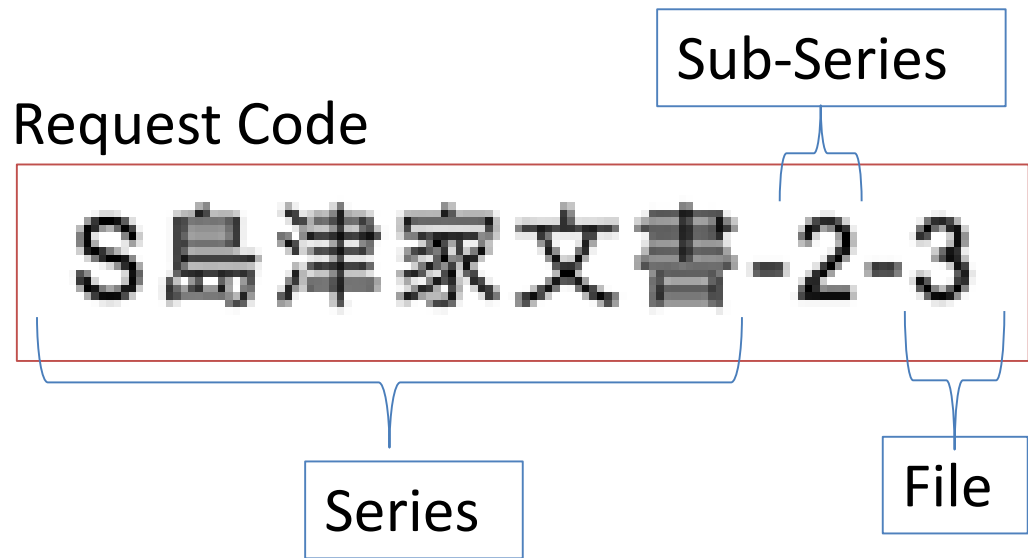 Sub-Series
Request Code
S島津家文書-2-3
Series
File